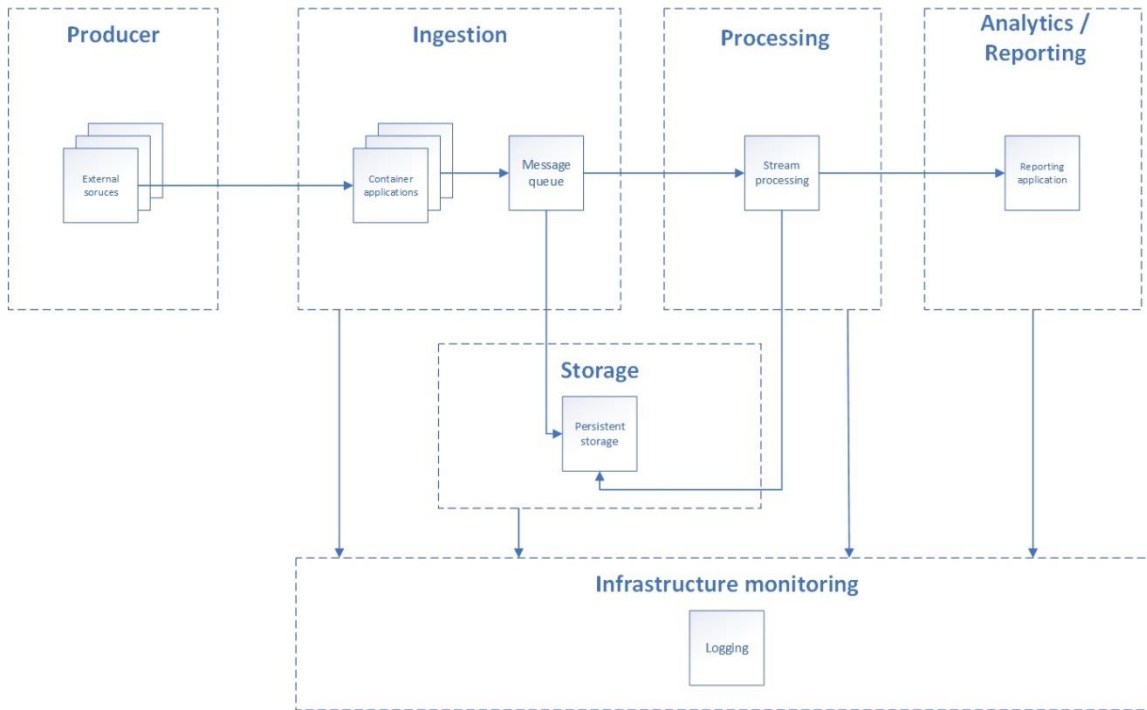 Producer
Ingestion
Processing
Analytics /
Reporting
External
soruces
Container
applications
Message
queue
Stream
processing
Reporting
application
Storage
Persistent
storage
Infrastructure monitoring
Logging